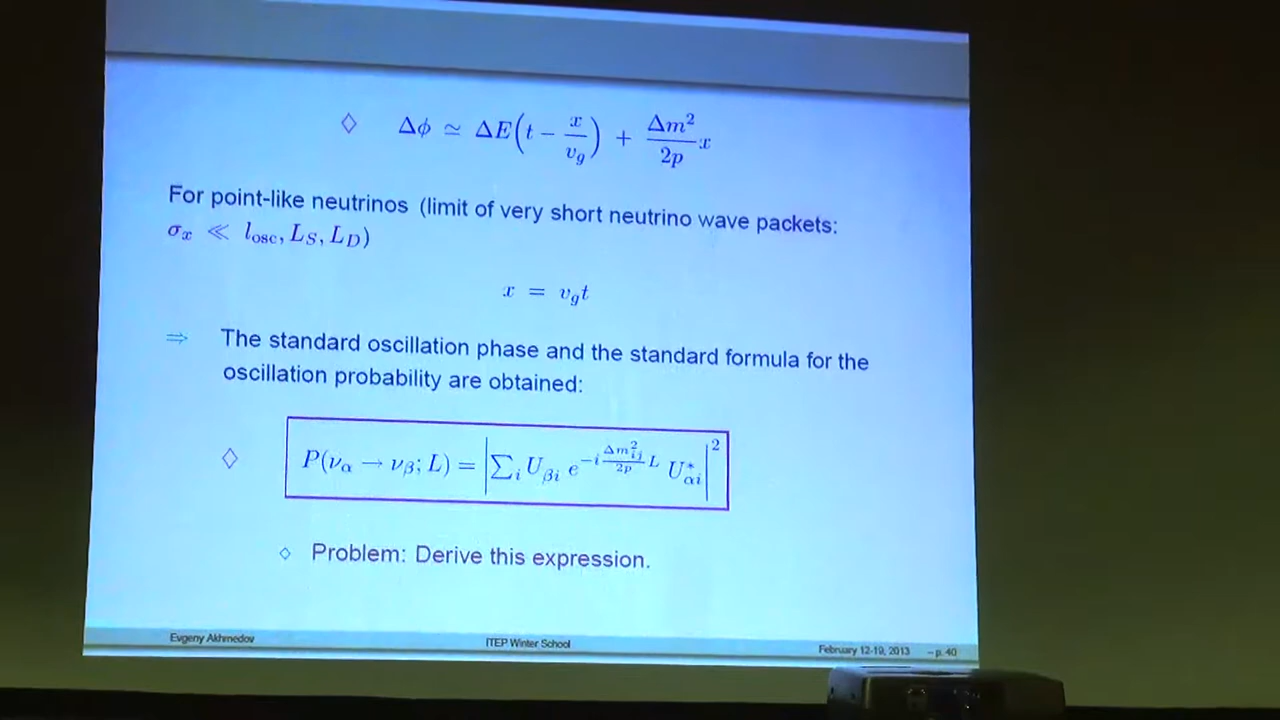 ◇ Δϕ ≃ ΔE(t − x/v_g) + Δm²/2p x
For point-like neutrinos (limit of very short neutrino wave packets:
σ_x ≪ l_osc, L_S, L_D)
x = v_g t
⇒ The standard oscillation phase and the standard formula for the
oscillation probability are obtained:
◇ P(ν_α → ν_β; L) = |∑_i U_βi e^{−i Δm²_ij/2p L} U*_αi|²
◇ Problem: Derive this expression.
Evgeny Akhmedov ITEP Winter School February 12-19, 2013 – p. 40